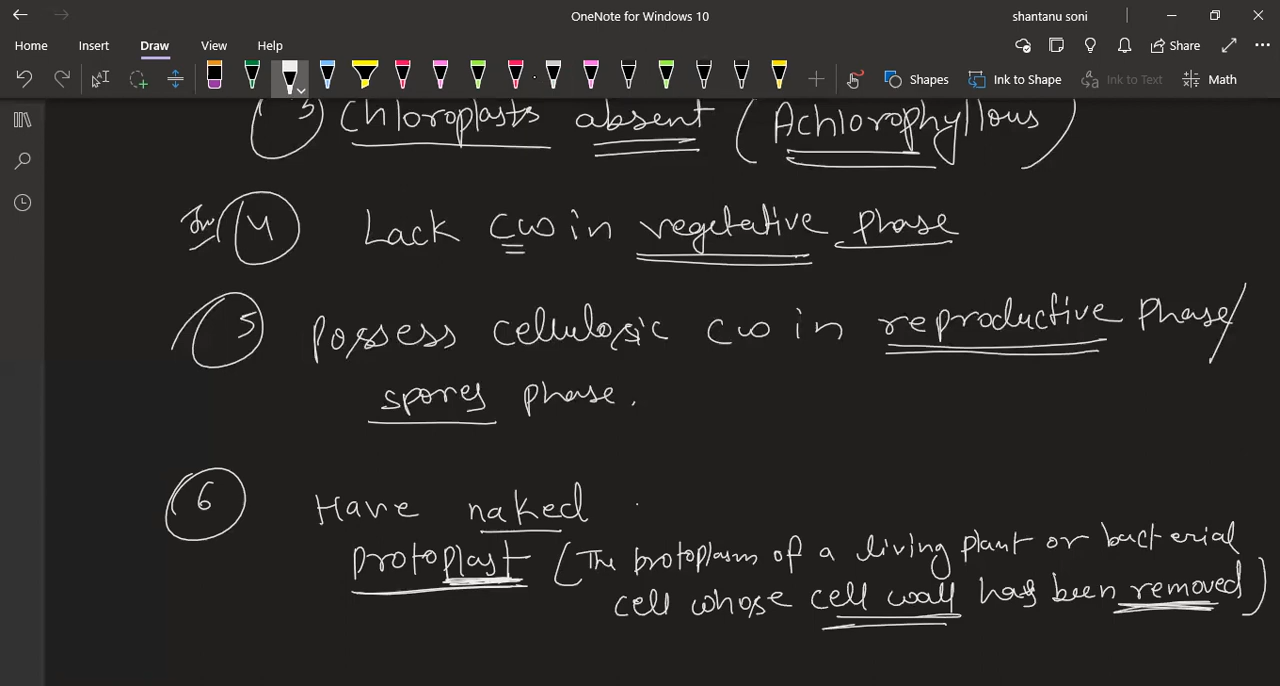 OneNote for Windows 10
shantanu soni
Home Insert Draw View Help
Share
Shapes Ink to Shape Ink to Text Math
3) Chloroplasts absent (Achlorophyllous)
4 Lack CW in vegetative phase
5 Possess cellulosic CW in reproductive Phase/
spores phase.
6 Have naked
protoplast (The protoplasm of a living plant or bacterial
cell whose cell wall has been removed)